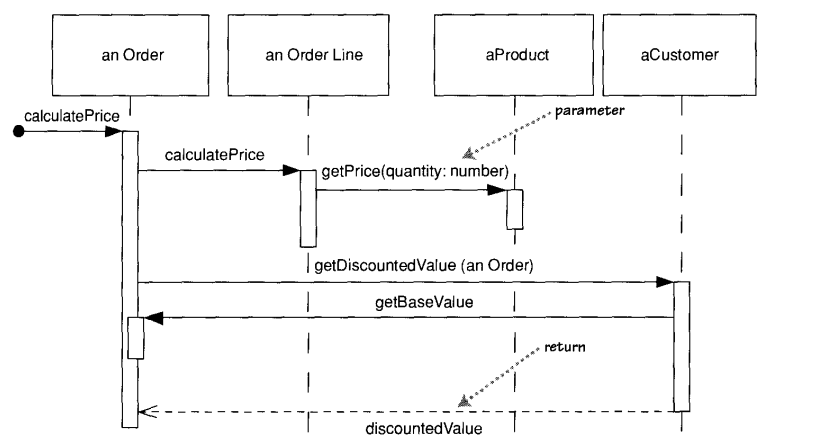 an Order
an Order Line
aProduct
aCustomer
calculatePrice
parameter
calculatePrice
getPrice(quantity: number)
getDiscountedValue (an Order)
getBaseValue
return
discountedValue